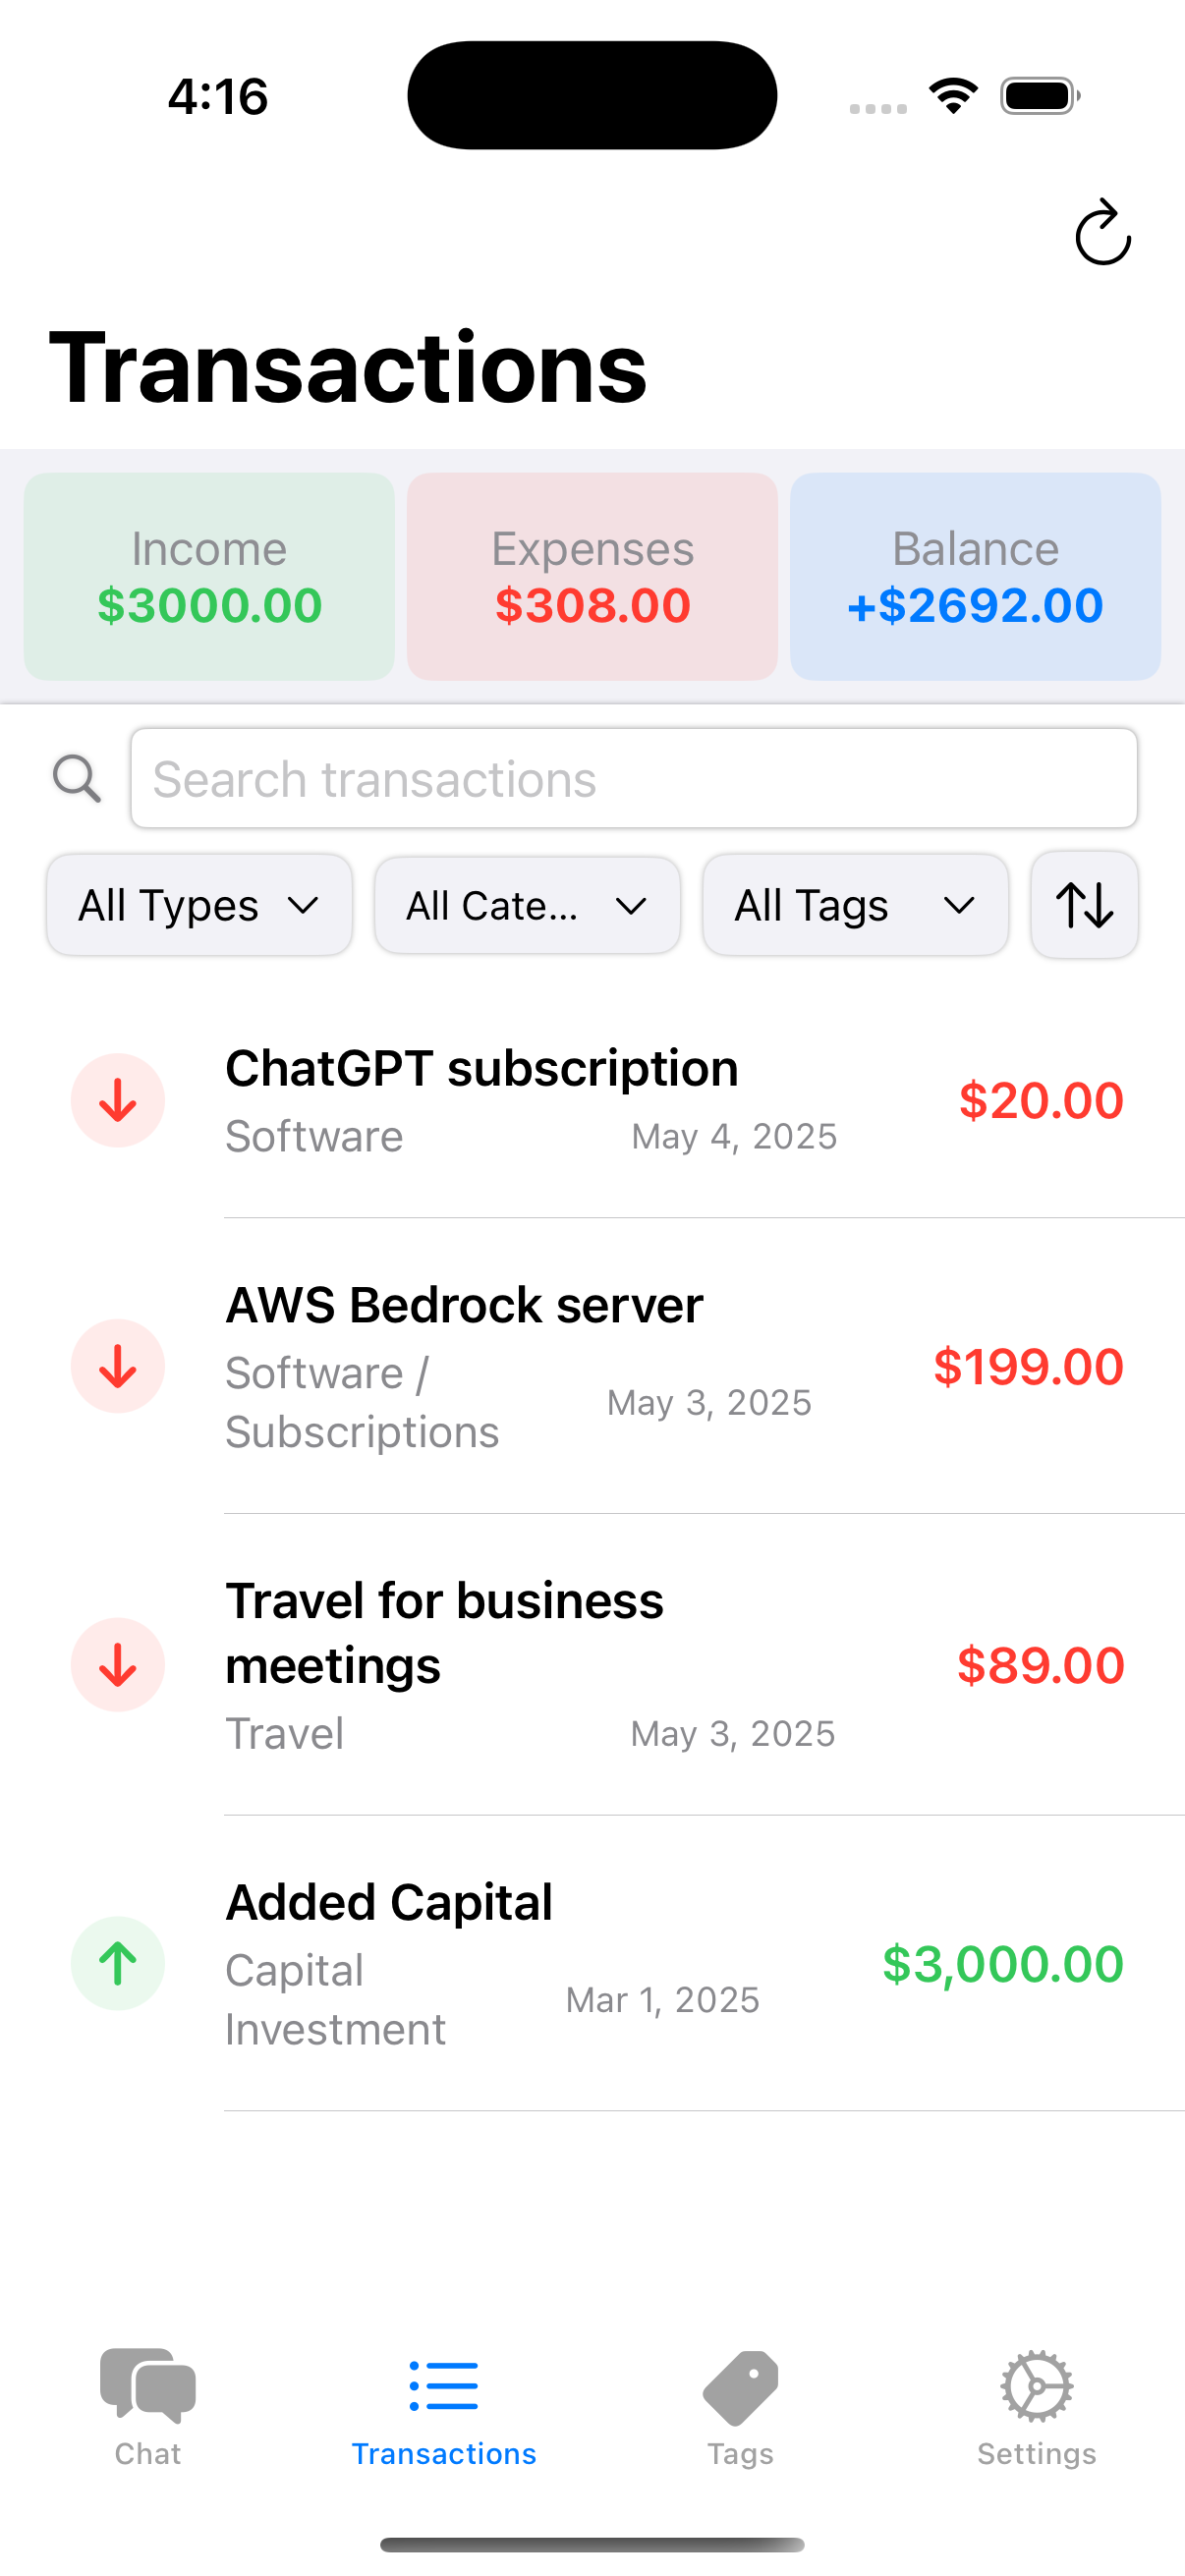 4:16
Transactions
Income
$3000.00
Expenses
$308.00
Balance
+$2692.00
Search transactions
All Types
All Cate...
All Tags
ChatGPT subscription
Software
May 4, 2025
$20.00
AWS Bedrock server
Software /
Subscriptions
May 3, 2025
$199.00
Travel for business
meetings
Travel
May 3, 2025
$89.00
Added Capital
Capital
Investment
Mar 1, 2025
$3,000.00
Chat
Transactions
Tags
Settings